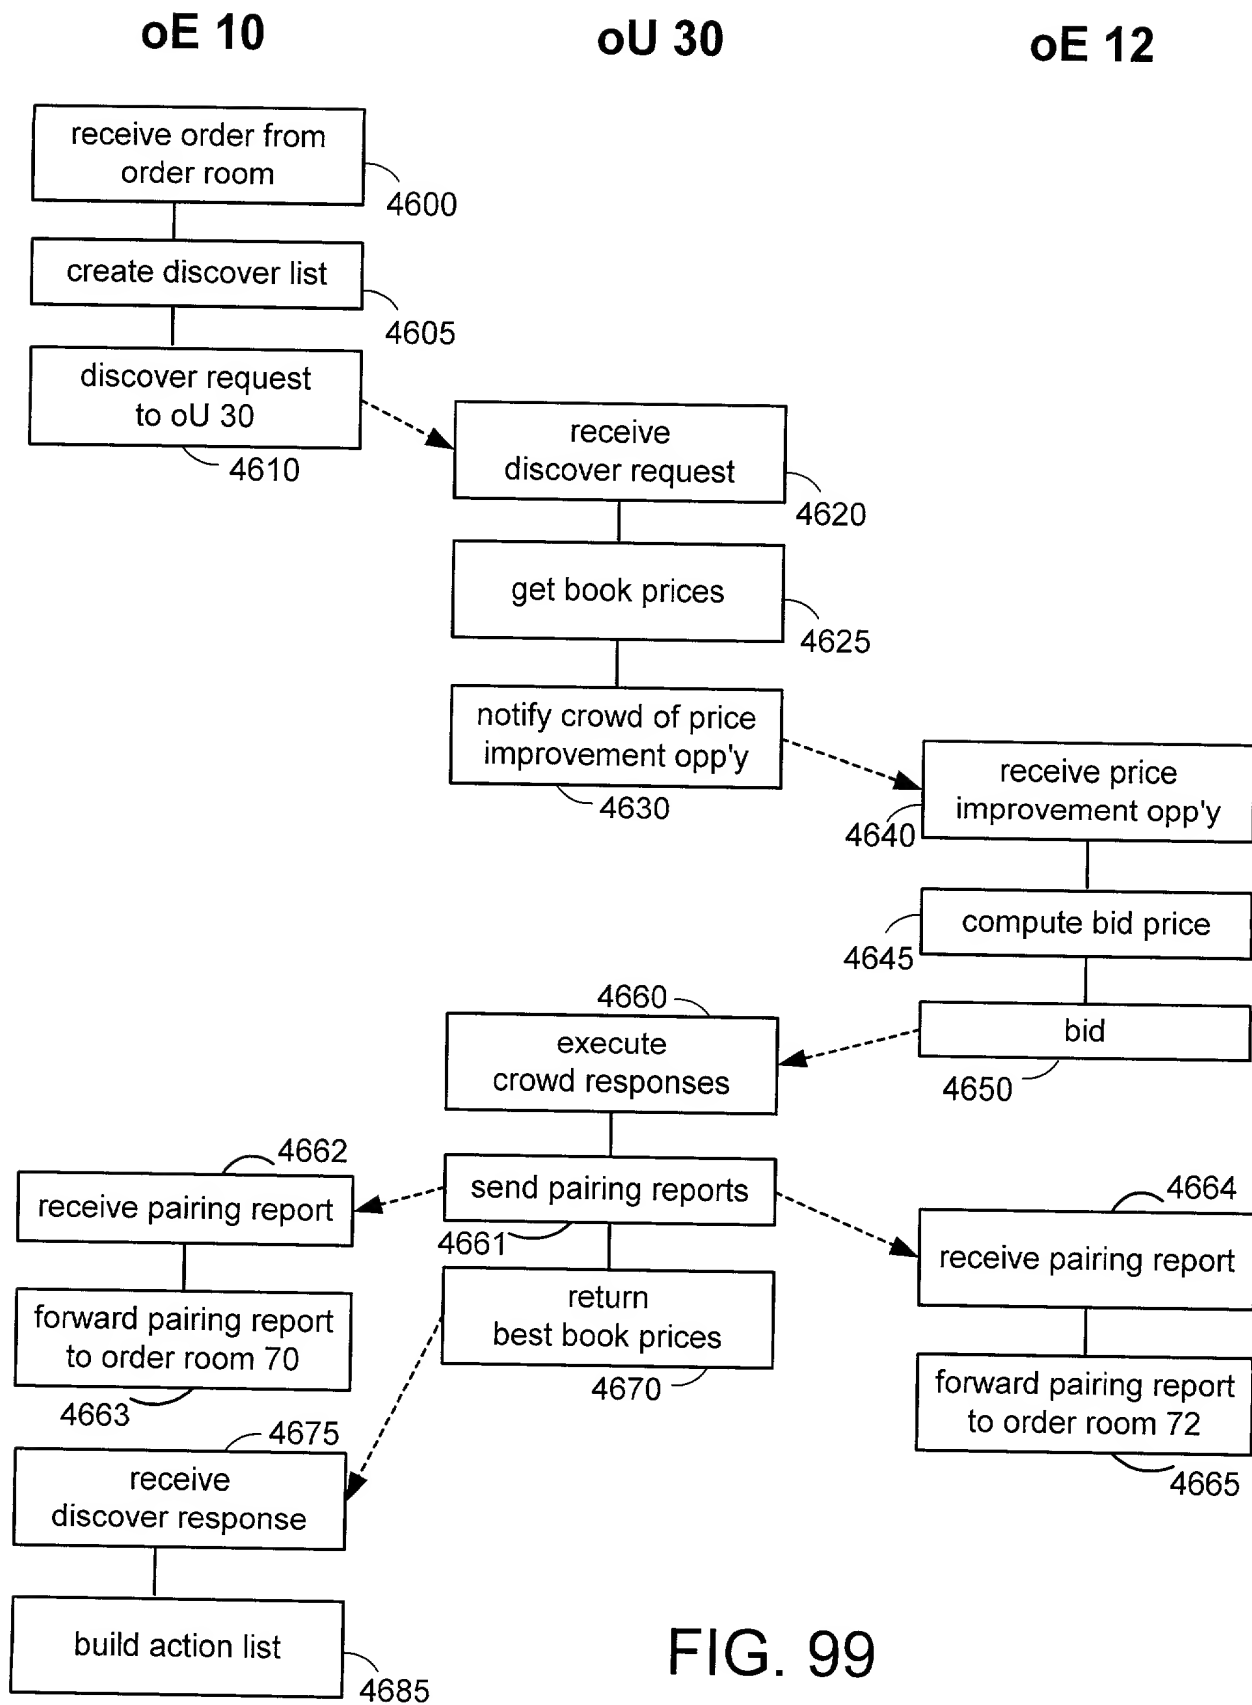 oE 10
oU 30
oE 12
receive order from
order room
4600
create discover list
4605
discover request
to oU 30
4610
receive
discover request
4620
get book prices
4625
notify crowd of price
improvement opp'y
4630
receive price
improvement opp'y
4640
compute bid price
4645
bid
4650
4660
execute
crowd responses
send pairing reports
4661
4662
receive pairing report
forward pairing report
to order room 70
4663
4664
receive pairing report
forward pairing report
to order room 72
4665
return
best book prices
4670
4675
receive
discover response
build action list
4685
FIG. 99